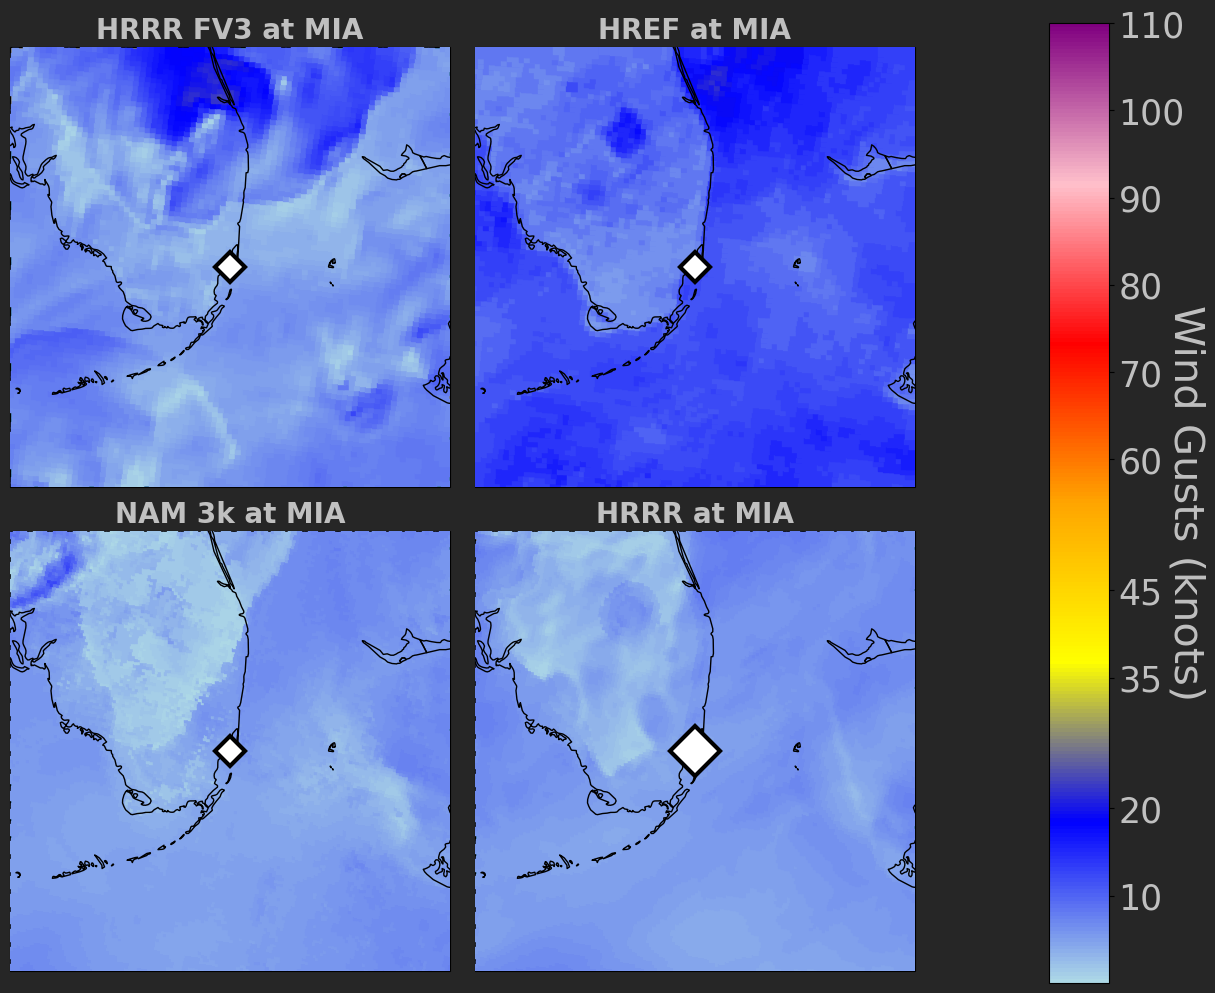 HRRR FV3 at MIA
HREF at MIA
NAM 3k at MIA
HRRR at MIA
110
100
90
80
70
60
45
35
20
10
Wind Gusts (knots)